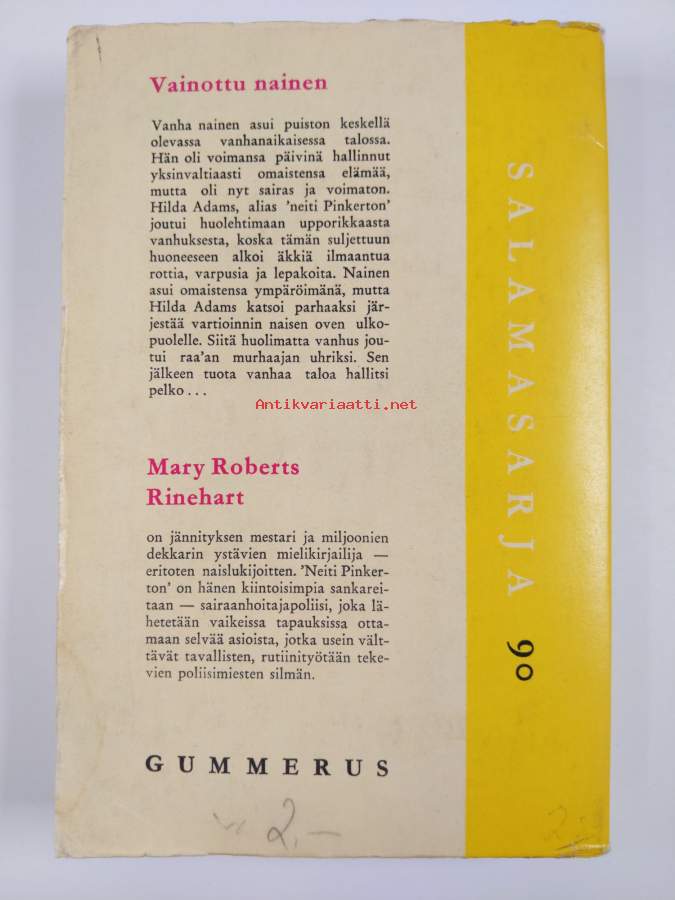 Vainottu nainen
Vanha nainen asui puiston keskellä
olevassa vanhanaikaisessa talossa.
Hän oli voimansa päivinä hallinnut
yksinvaltiaasti omaistensa elämää,
mutta oli nyt sairas ja voimaton.
Hilda Adams, alias 'neiti Pinkerton'
joutui huolehtimaan upporikkaasta
vanhuksesta, koska tämän suljettuun
huoneeseen alkoi äkkiä ilmaantua
rottia, varpusia ja lepakoita. Nainen
asui omaistensa ympäröimänä, mutta
Hilda Adams katsoi parhaaksi jär-
jestää vartioinnin naisen oven ulko-
puolelle. Siitä huolimatta vanhus jou-
tui raa'an murhaajan uhriksi. Sen
jälkeen tuota vanhaa taloa hallitsi
pelko...
Antikvariaatti.net
Mary Roberts
Rinehart
on jännityksen mestari ja miljoonien
dekkarin ystävien mielikirjailija —
eritoten naislukijoitten. 'Neiti Pinker-
ton' on hänen kiintoisimpia sankarei-
taan — sairaanhoitajapoliisi, joka lä-
hetetään vaikeissa tapauksissa otta-
maan selvää asioista, jotka usein vält-
tävät tavallisten, rutiinityötään teke-
vien poliisimiesten silmän.
GUMMERUS
2,-
SALAMASARJA 90